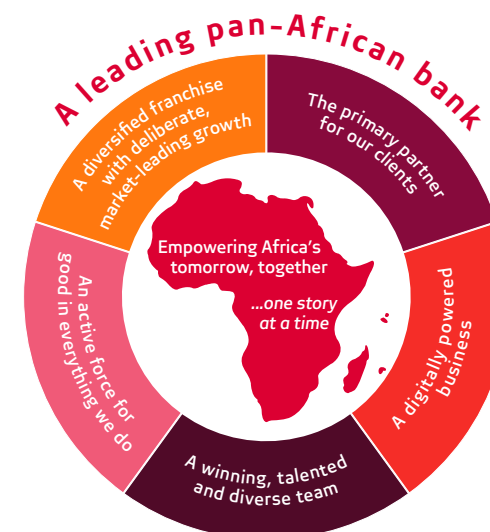 A leading pan-African bank
A diversified franchise
with deliberate,
market-leading growth
The primary partner
for our clients
A digitally powered
business
A winning, talented
and diverse team
An active force for
good in everything we do
Empowering Africa's
tomorrow, together
...one story
at a time